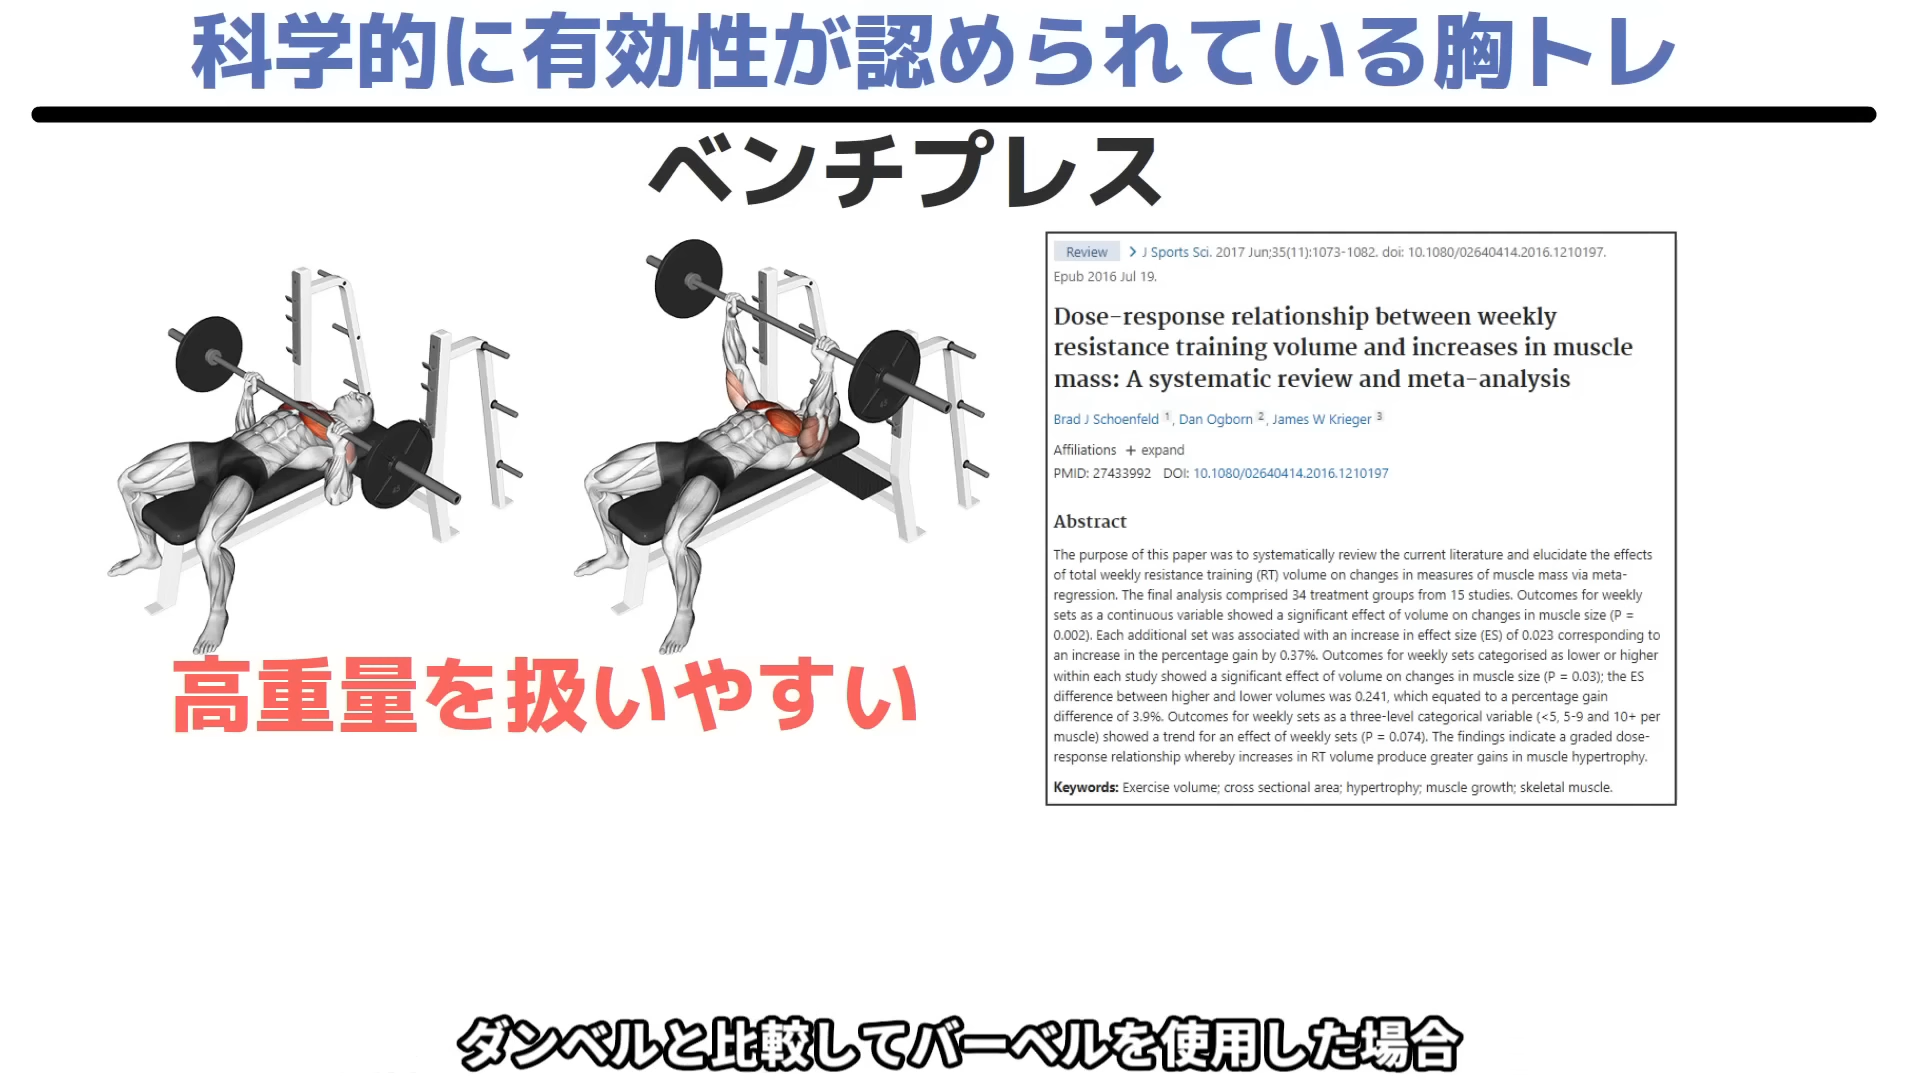 科学的に有効性が認められている胸トレ
ベンチプレス
Review > J Sports Sci. 2017 Jun;35(11):1073-1082. doi: 10.1080/02640414.2016.1210197.
Epub 2016 Jul 19.
Dose-response relationship between weekly
resistance training volume and increases in muscle
mass: A systematic review and meta-analysis
Brad J Schoenfeld 1, Dan Ogborn 2, James W Krieger 3
Affiliations + expand
PMID: 27433992 DOI: 10.1080/02640414.2016.1210197
Abstract
The purpose of this paper was to systematically review the current literature and elucidate the effects
of total weekly resistance training (RT) volume on changes in measures of muscle mass via meta-
regression. The final analysis comprised 34 treatment groups from 15 studies. Outcomes for weekly
sets as a continuous variable showed a significant effect of volume on changes in muscle size (P =
0.002). Each additional set was associated with an increase in effect size (ES) of 0.023 corresponding to
an increase in the percentage gain by 0.37%. Outcomes for weekly sets categorised as lower or higher
within each study showed a significant effect of volume on changes in muscle size (P = 0.03); the ES
difference between higher and lower volumes was 0.241, which equated to a percentage gain
difference of 3.9%. Outcomes for weekly sets as a three-level categorical variable (<5, 5-9 and 10+ per
muscle) showed a trend for an effect of weekly sets (P = 0.074). The findings indicate a graded dose-
response relationship whereby increases in RT volume produce greater gains in muscle hypertrophy.
Keywords: Exercise volume; cross sectional area; hypertrophy; muscle growth; skeletal muscle.
高重量を扱いやすい
ダンベルと比較してバーベルを使用した場合